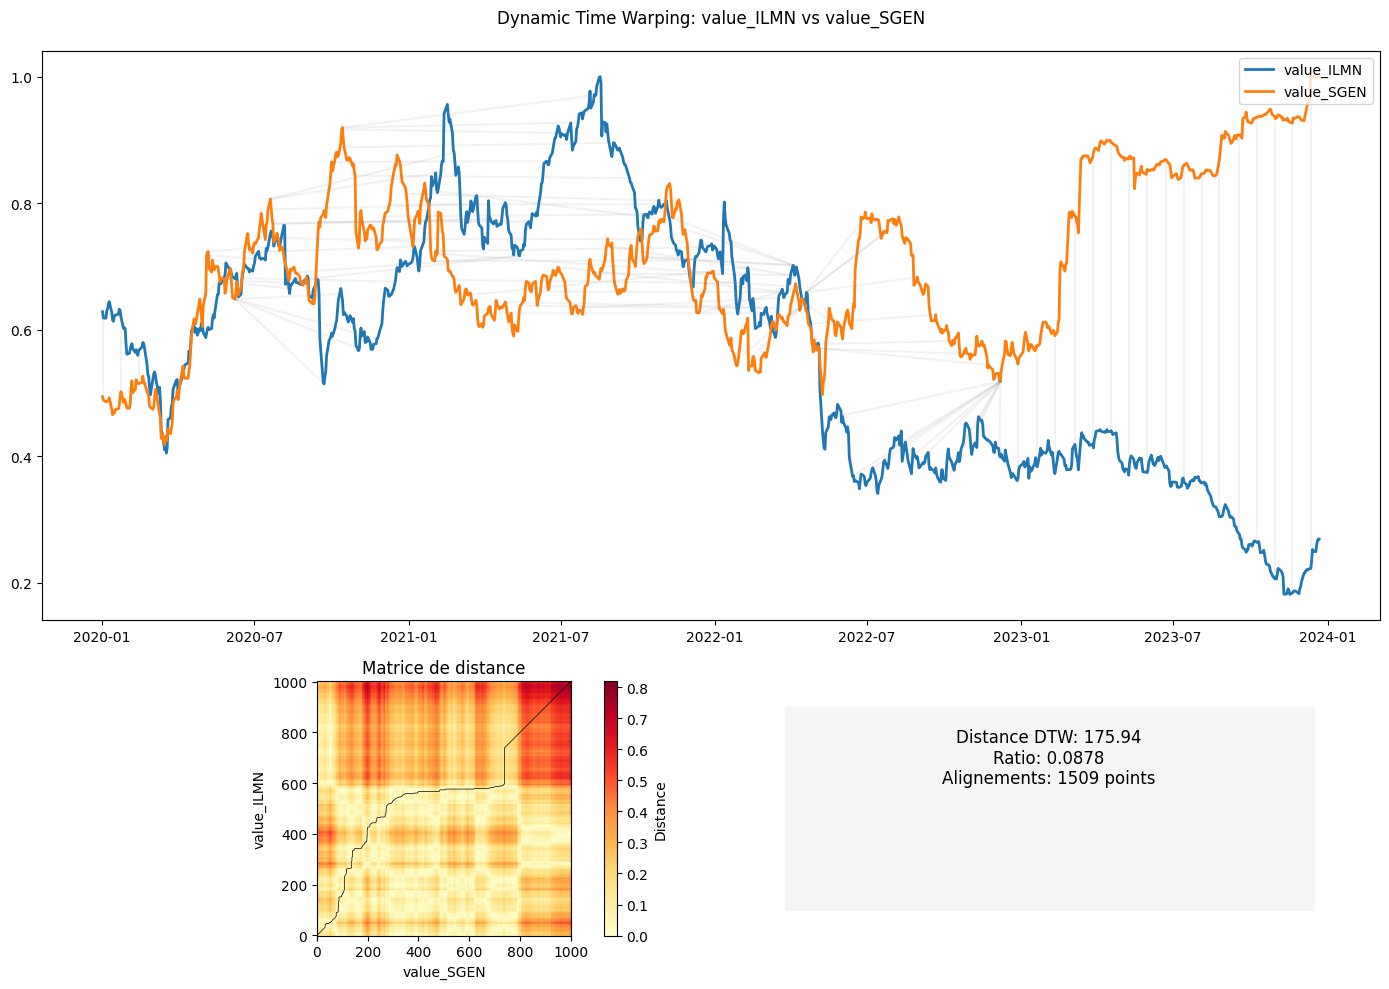 Dynamic Time Warping: value_ILMN vs value_SGEN
value_ILMN
value_SGEN
1.0
0.8
0.6
0.4
0.2
2020-01 2020-07 2021-01 2021-07 2022-01 2022-07 2023-01 2023-07 2024-01
Matrice de distance
value_ILMN
1000
800
600
400
200
0
0 200 400 600 800 1000
value_SGEN
0.8
0.7
0.6
0.5
0.4
0.3
0.2
0.1
0.0
Distance
Distance DTW: 175.94
Ratio: 0.0878
Alignements: 1509 points